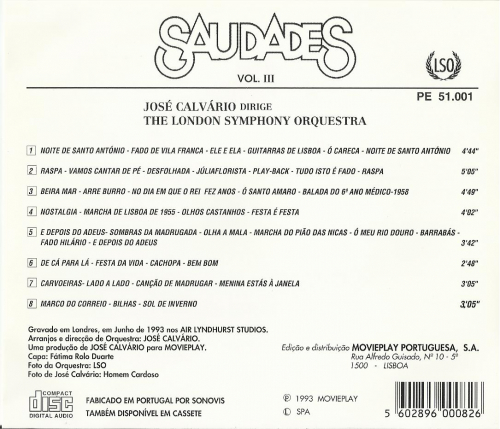 SAUDADES
VOL. III
LSO
PE 51.001
JOSÉ CALVÁRIO DIRIGE
THE LONDON SYMPHONY ORQUESTRA
1 NOITE DE SANTO ANTÓNIO - FADO DE VILA FRANCA - ELE E ELA - GUITARRAS DE LISBOA - Ó CARECA - NOITE DE SANTO ANTÓNIO 4'44"
2 RASPA - VAMOS CANTAR DE PÉ - DESFOLHADA - JÚLIAFLORISTA - PLAY-BACK - TUDO ISTO É FADO - RASPA 5'05"
3 BEIRA MAR - ARRE BURRO - NO DIA EM QUE O REI FEZ ANOS - Ó SANTO AMARO - BALADA DO 6º ANO MÉDICO-1958 4'49"
4 NOSTALGIA - MARCHA DE LISBOA DE 1955 - OLHOS CASTANHOS - FESTA É FESTA 4'02"
5 E DEPOIS DO ADEUS- SOMBRAS DA MADRUGADA - OLHA A MALA - MARCHA DO PIÃO DAS NICAS - Ó MEU RIO DOURO - BARRABÁS -
FADO HILÁRIO - E DEPOIS DO ADEUS 3'42"
6 DE CÁ PARA LÁ - FESTA DA VIDA - CACHOPA - BEM BOM 2'48"
7 CARVOEIRAS- LADO A LADO - CANÇÃO DE MADRUGAR - MENINA ESTÁS À JANELA 3'05"
8 MARCO DO CORREIO - BILHAS - SOL DE INVERNO 3'05"
Gravado em Londres, em Junho de 1993 nos AIR LYNDHURST STUDIOS.
Arranjos e direcção de Orquestra: JOSÉ CALVÁRIO.
Uma produção de JOSÉ CALVÁRIO para MOVIEPLAY.
Capa: Fátima Rolo Duarte
Foto da Orquestra: LSO
Foto de José Calvário: Homem Cardoso
Edição e distribuição MOVIEPLAY PORTUGUESA, S.A.
Rua Alfredo Guisado, Nº 10 - 5º
1500 - LISBOA
COMPACT
disc
DIGITAL AUDIO
FABRICADO EM PORTUGAL POR SONOVIS
TAMBÉM DISPONÍVEL EM CASSETE
Ⓟ 1993 MOVIEPLAY
Ⓛ SPA
5 602896 000826